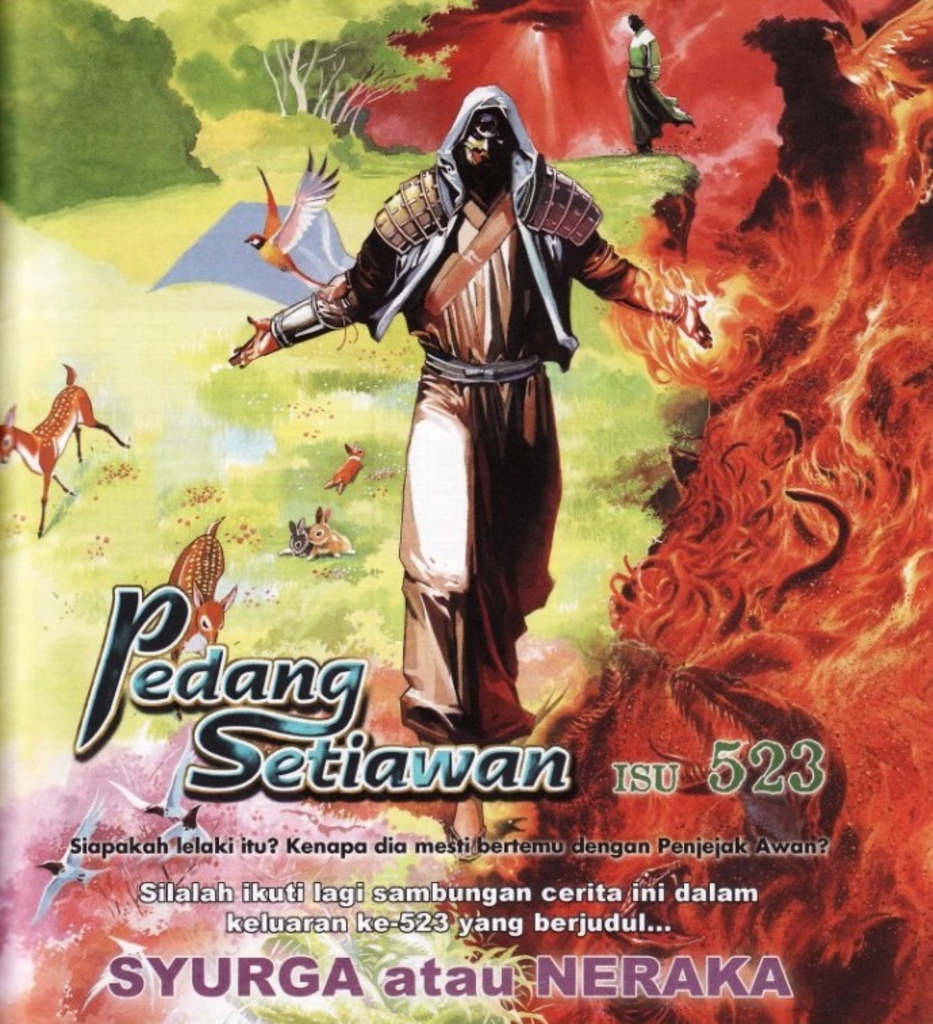 Pedang
Setiawan
ISU 523
Siapakah lelaki itu? Kenapa dia mesti bertemu dengan Penjejak Awan?
Silalah ikuti lagi sambungan cerita ini dalam
keluaran ke-523 yang berjudul...
SYURGA atau NERAKA